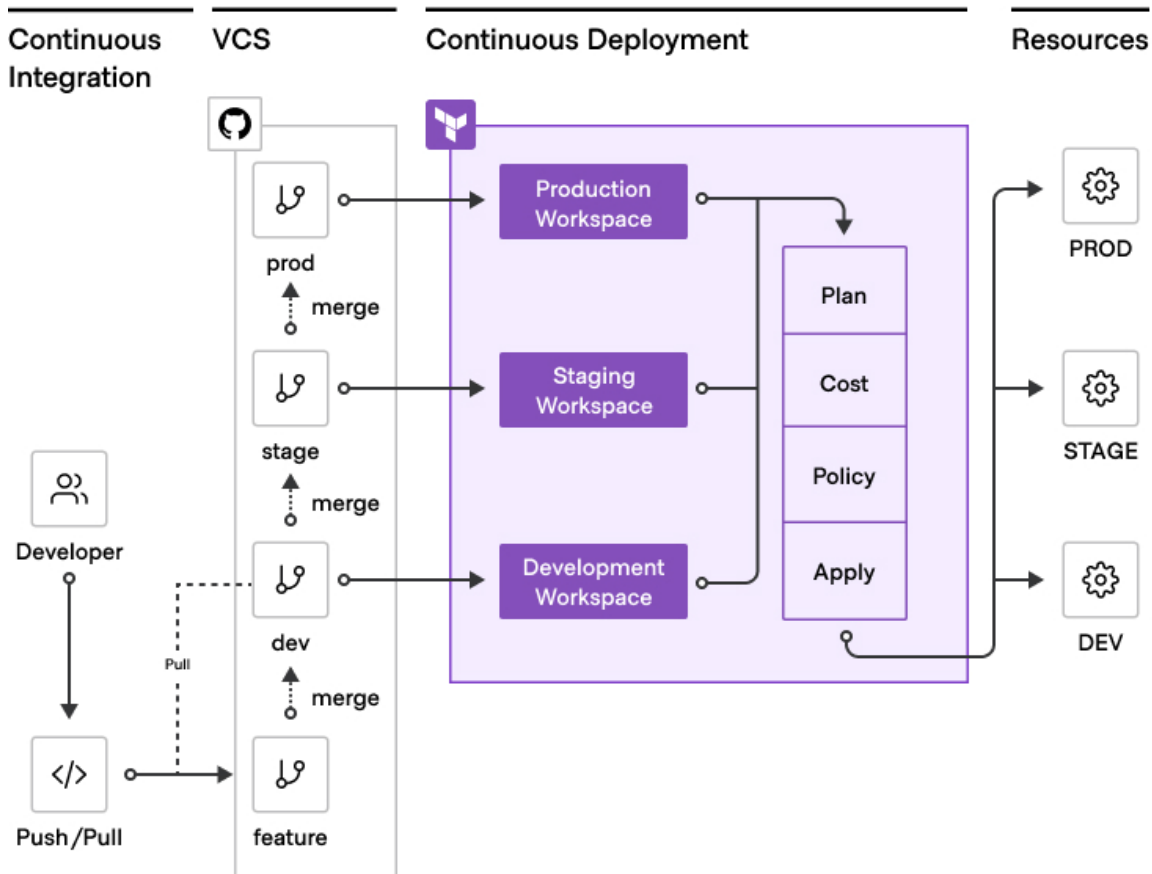 Continuous
Integration
VCS
Continuous Deployment
Resources
Production
Workspace
prod
PROD
merge
Plan
Cost
Staging
Workspace
stage
STAGE
Policy
merge
Developer
Development
Workspace
Apply
dev
DEV
Pull
merge
</>
Push/Pull
feature